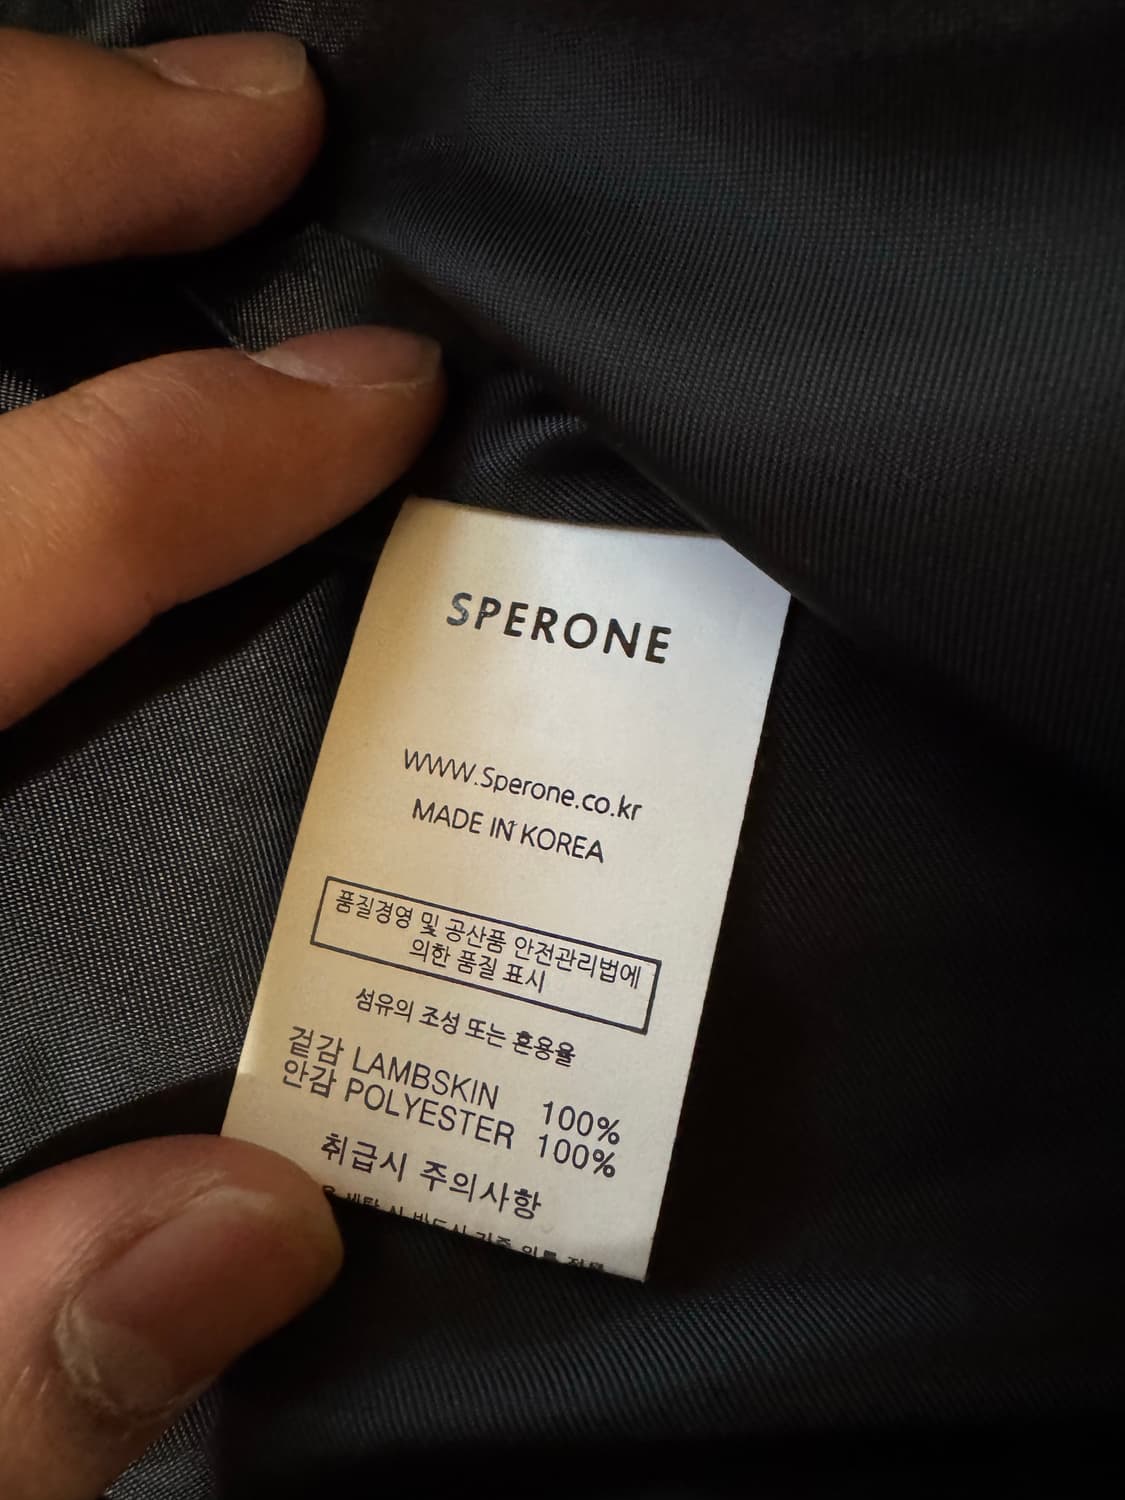 SPERONE
www.Sperone.co.kr
MADE IN KOREA
품질경영 및 공산품 안전관리법에
의한 품질 표시
섬유의 조성 또는 혼용율
겉감 LAMBSKIN 100%
안감 POLYESTER 100%
취급시 주의사항